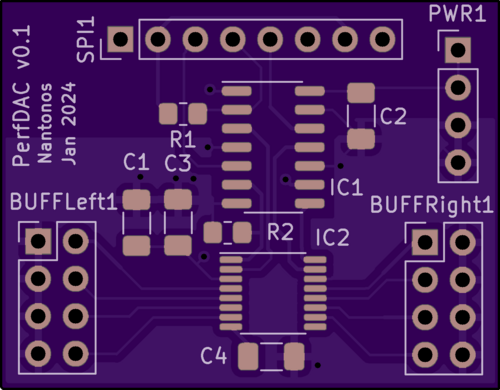 PWR1
SPI1
PerfDAC v0.1
Nantonos
Jan 2024
R1
C2
C1
C3
IC1
BUFFLeft1
BUFFRight1
R2
IC2
C4